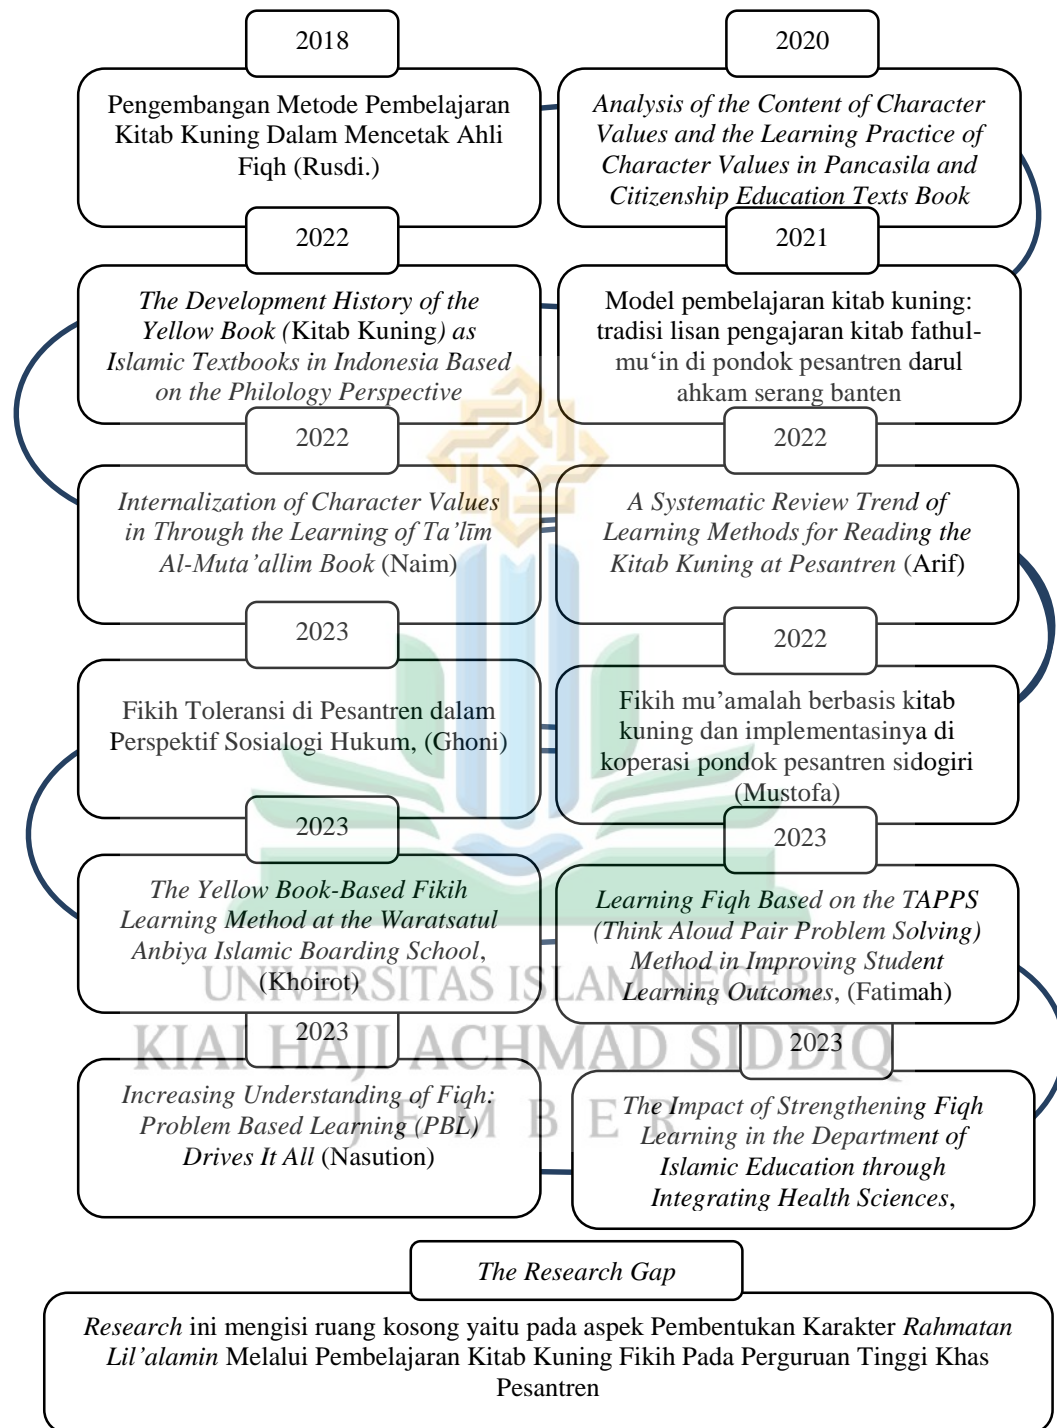 2018
Pengembangan Metode Pembelajaran
Kitab Kuning Dalam Mencetak Ahli
Fiqh (Rusdi.)
2020
Analysis of the Content of Character
Values and the Learning Practice of
Character Values in Pancasila and
Citizenship Education Texts Book
2022
The Development History of the
Yellow Book (Kitab Kuning) as
Islamic Textbooks in Indonesia Based
on the Philology Perspective
2021
Model pembelajaran kitab kuning:
tradisi lisan pengajaran kitab fathul-
mu‘in di pondok pesantren darul
ahkam serang banten
2022
Internalization of Character Values
in Through the Learning of Ta’līm
Al-Muta’allim Book (Naim)
2022
A Systematic Review Trend of
Learning Methods for Reading the
Kitab Kuning at Pesantren (Arif)
2023
Fikih Toleransi di Pesantren dalam
Perspektif Sosialogi Hukum, (Ghoni)
2022
Fikih mu’amalah berbasis kitab
kuning dan implementasinya di
koperasi pondok pesantren sidogiri
(Mustofa)
2023
The Yellow Book-Based Fikih
Learning Method at the Waratsatul
Anbiya Islamic Boarding School,
(Khoirot)
2023
Learning Fiqh Based on the TAPPS
(Think Aloud Pair Problem Solving)
Method in Improving Student
Learning Outcomes, (Fatimah)
UNIVERSITAS ISLAM NEGERI
KIAI HAJI ACHMAD SIDDIQ
JEMBER
2023
Increasing Understanding of Fiqh:
Problem Based Learning (PBL)
Drives It All (Nasution)
2023
The Impact of Strengthening Fiqh
Learning in the Department of
Islamic Education through
Integrating Health Sciences,
The Research Gap
Research ini mengisi ruang kosong yaitu pada aspek Pembentukan Karakter Rahmatan
Lil’alamin Melalui Pembelajaran Kitab Kuning Fikih Pada Perguruan Tinggi Khas
Pesantren